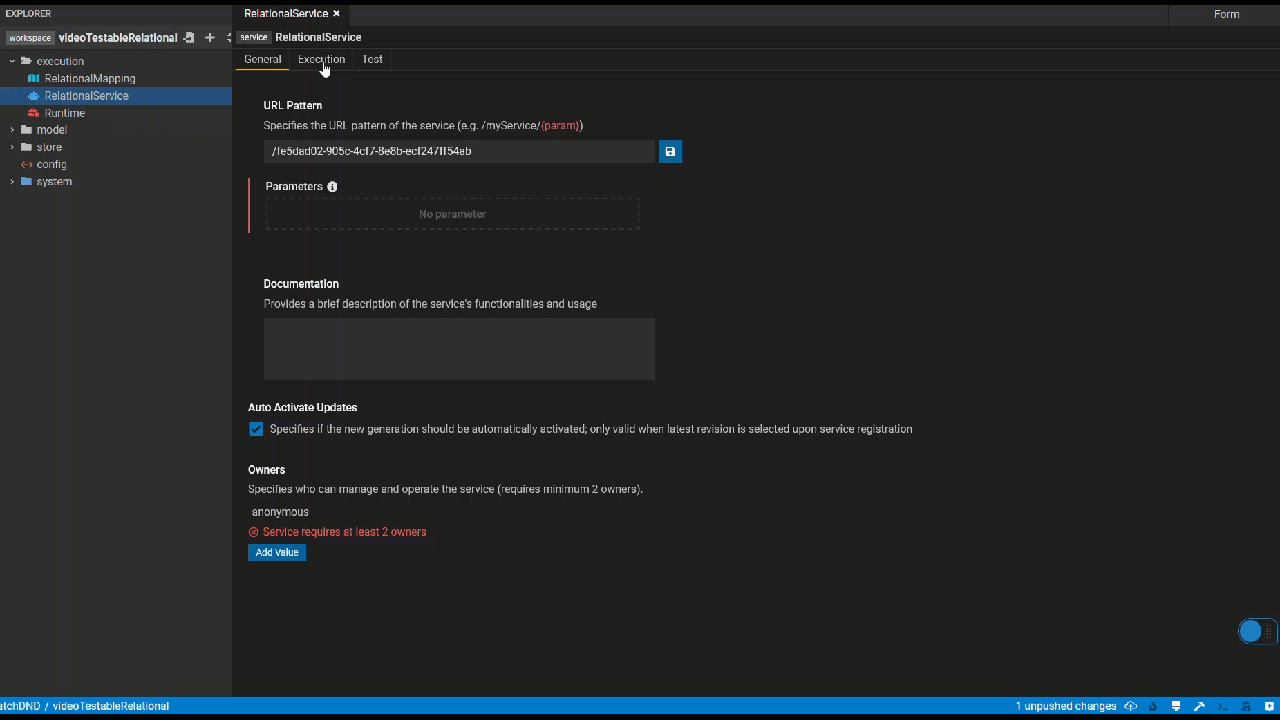 EXPLORER
RelationalService
Form
workspace videoTestableRelational
service RelationalService
General Execution Test
execution
RelationalMapping
RelationalService
Runtime
model
store
config
system
URL Pattern
Specifies the URL pattern of the service (e.g. /myService/{param})
/fe5dad02-905c-4cf7-8e8b-ecf247ff54ab
Parameters
No parameter
Documentation
Provides a brief description of the service's functionalities and usage
Auto Activate Updates
Specifies if the new generation should be automatically activated; only valid when latest revision is selected upon service registration
Owners
Specifies who can manage and operate the service (requires minimum 2 owners).
anonymous
Service requires at least 2 owners
Add Value
atchDND / videoTestableRelational
1 unpushed changes